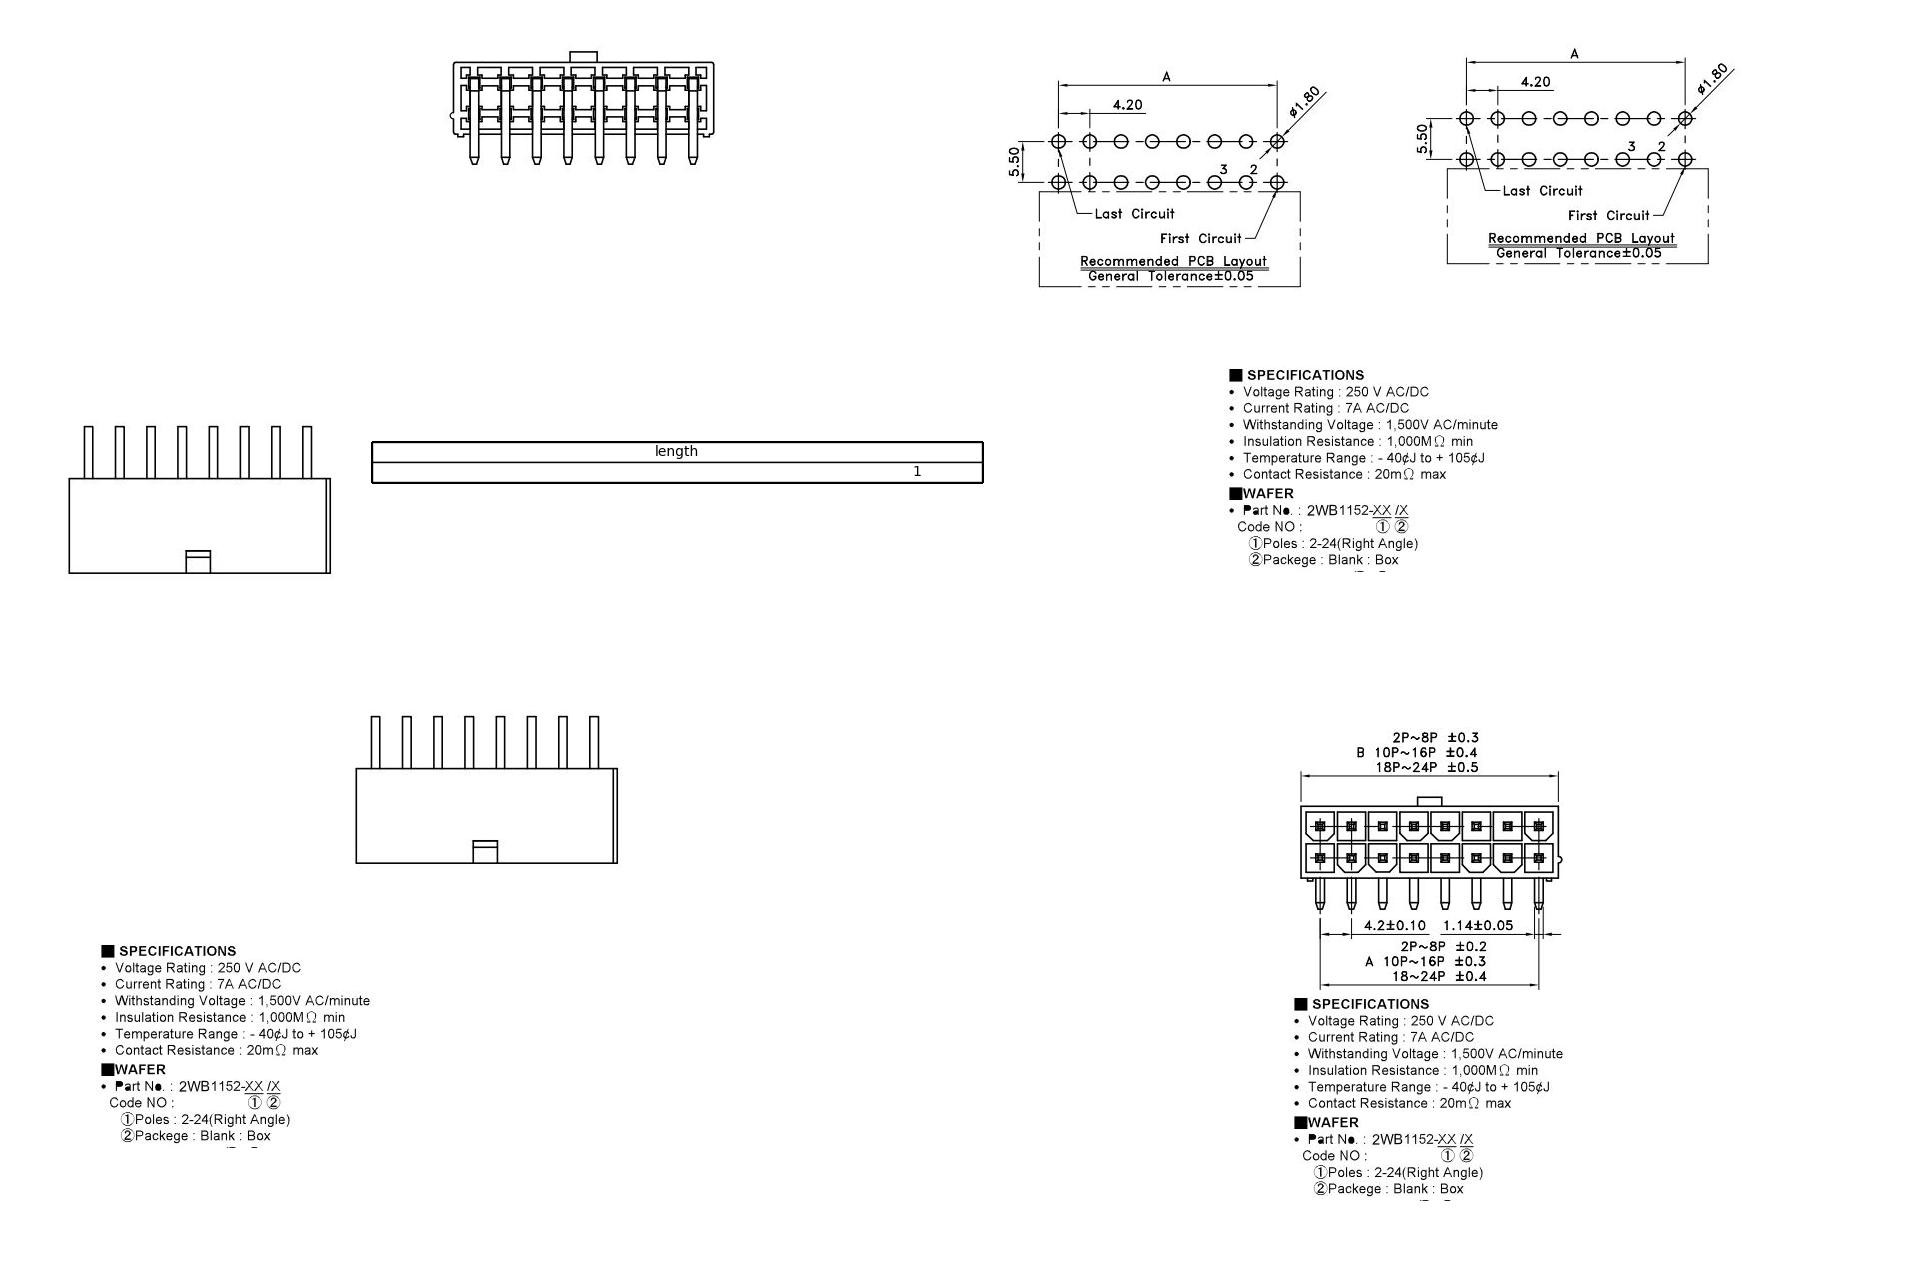 A
4.20
ø1.80
5.50
3 2
Last Circuit
First Circuit
Recommended PCB Layout
General Tolerance±0.05
A
4.20
ø1.80
5.50
3 2
Last Circuit
First Circuit
Recommended PCB Layout
General Tolerance±0.05
■ SPECIFICATIONS
• Voltage Rating : 250 V AC/DC
• Current Rating : 7A AC/DC
• Withstanding Voltage : 1,500V AC/minute
• Insulation Resistance : 1,000MΩ min
• Temperature Range : - 40¢J to + 105¢J
• Contact Resistance : 20mΩ max
■WAFER
• Part No. : 2WB1152-XX /X
Code NO : ① ②
①Poles : 2-24(Right Angle)
②Packege : Blank : Box
length
1
2P~8P ±0.3
B 10P~16P ±0.4
18P~24P ±0.5
4.2±0.10 1.14±0.05
2P~8P ±0.2
A 10P~16P ±0.3
18~24P ±0.4
■ SPECIFICATIONS
• Voltage Rating : 250 V AC/DC
• Current Rating : 7A AC/DC
• Withstanding Voltage : 1,500V AC/minute
• Insulation Resistance : 1,000MΩ min
• Temperature Range : - 40¢J to + 105¢J
• Contact Resistance : 20mΩ max
■WAFER
• Part No. : 2WB1152-XX /X
Code NO : ① ②
①Poles : 2-24(Right Angle)
②Packege : Blank : Box
■ SPECIFICATIONS
• Voltage Rating : 250 V AC/DC
• Current Rating : 7A AC/DC
• Withstanding Voltage : 1,500V AC/minute
• Insulation Resistance : 1,000MΩ min
• Temperature Range : - 40¢J to + 105¢J
• Contact Resistance : 20mΩ max
■WAFER
• Part No. : 2WB1152-XX /X
Code NO : ① ②
①Poles : 2-24(Right Angle)
②Packege : Blank : Box